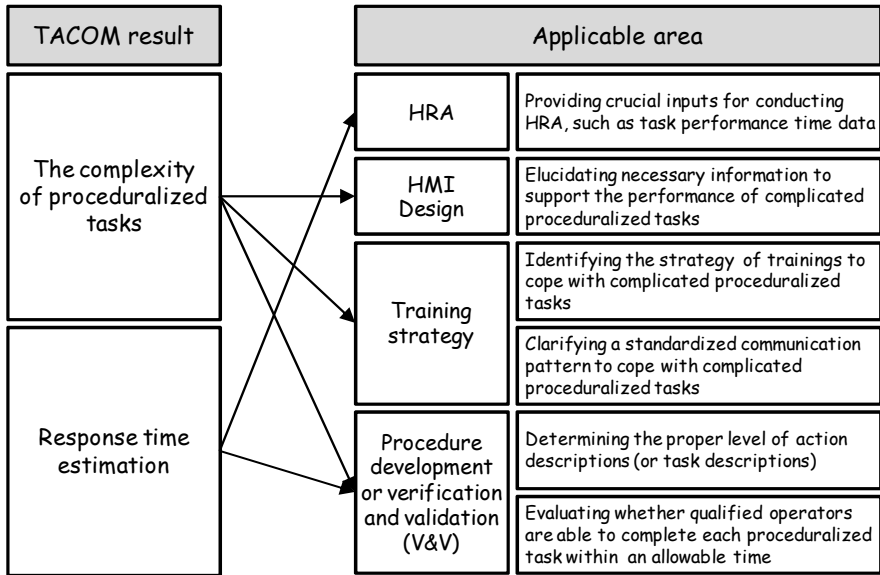 TACOM result
Applicable area
The complexity
of proceduralized
tasks
Response time
estimation
HRA
Providing crucial inputs for conducting
HRA, such as task performance time data
HMI
Design
Elucidating necessary information to
support the performance of complicated
proceduralized tasks
Training
strategy
Identifying the strategy of trainings to
cope with complicated proceduralized
tasks
Clarifying a standardized communication
pattern to cope with complicated
proceduralized tasks
Procedure
development
or verification
and validation
(V&V)
Determining the proper level of action
descriptions (or task descriptions)
Evaluating whether qualified operators
are able to complete each proceduralized
task within an allowable time